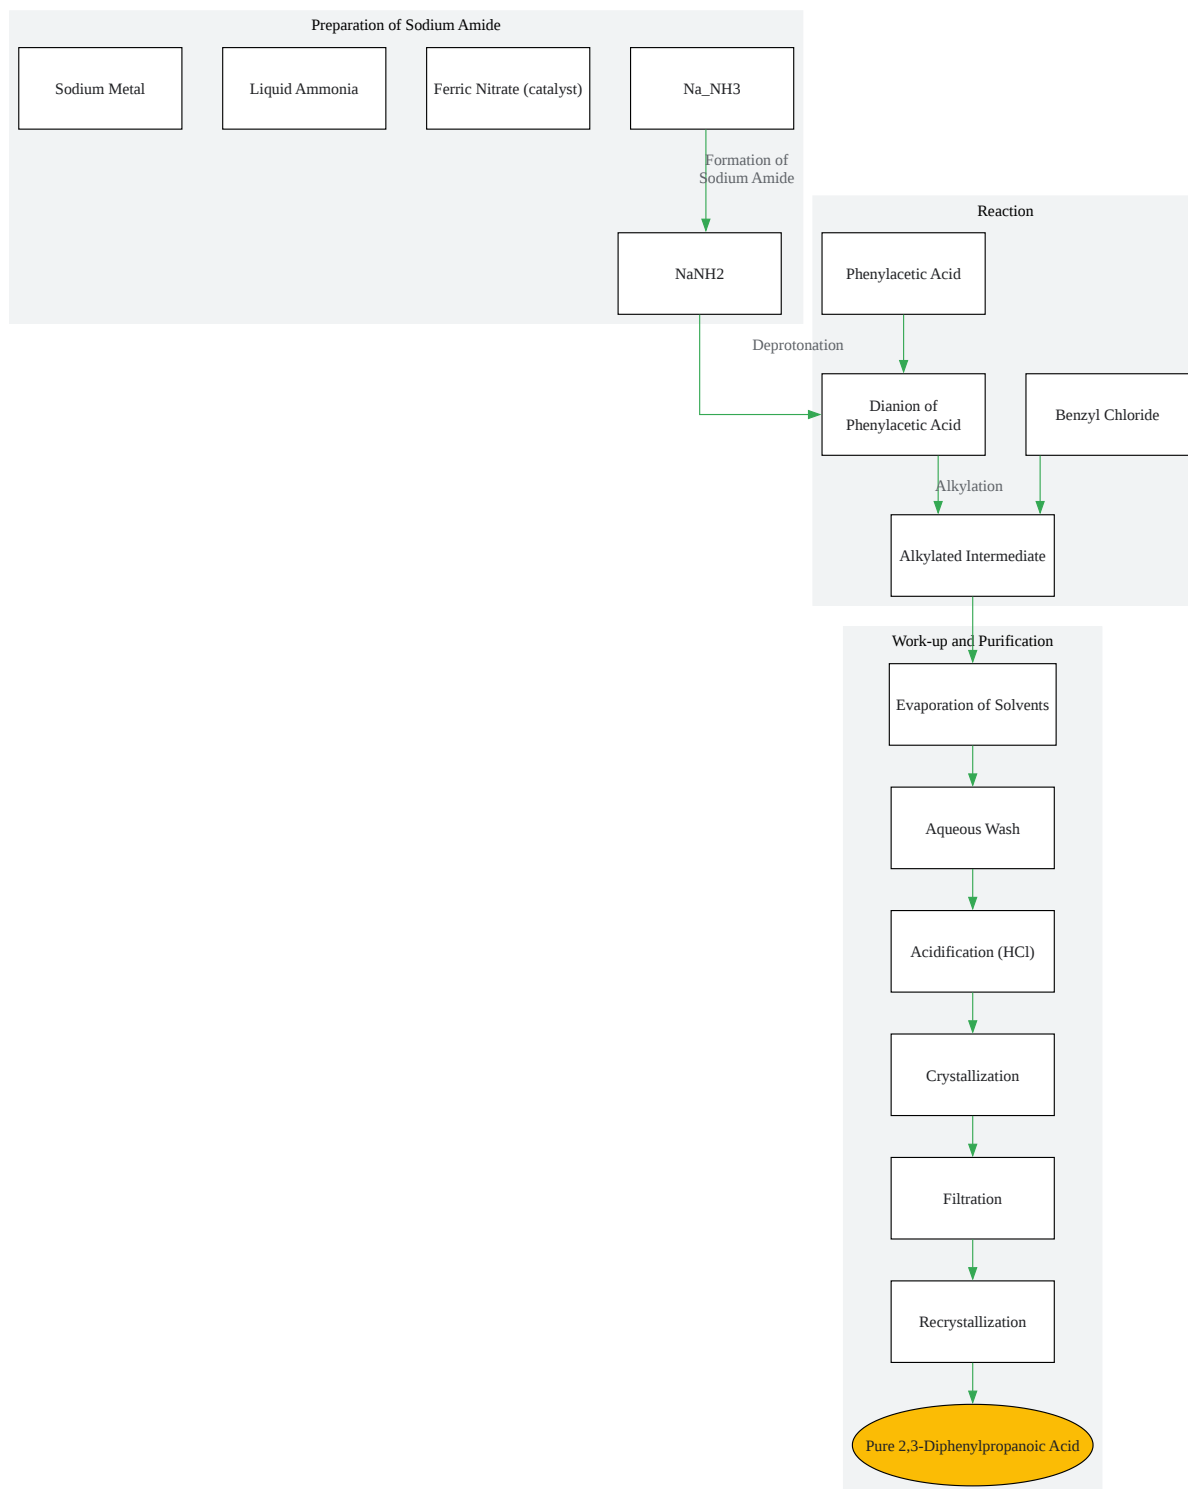 Preparation of Sodium Amide
Sodium Metal
Liquid Ammonia
Ferric Nitrate (catalyst)
Na_NH3
Formation of
Sodium Amide
NaNH2
Reaction
Phenylacetic Acid
Deprotonation
Dianion of
Phenylacetic Acid
Benzyl Chloride
Alkylation
Alkylated Intermediate
Work-up and Purification
Evaporation of Solvents
Aqueous Wash
Acidification (HCl)
Crystallization
Filtration
Recrystallization
Pure 2,3-Diphenylpropanoic Acid